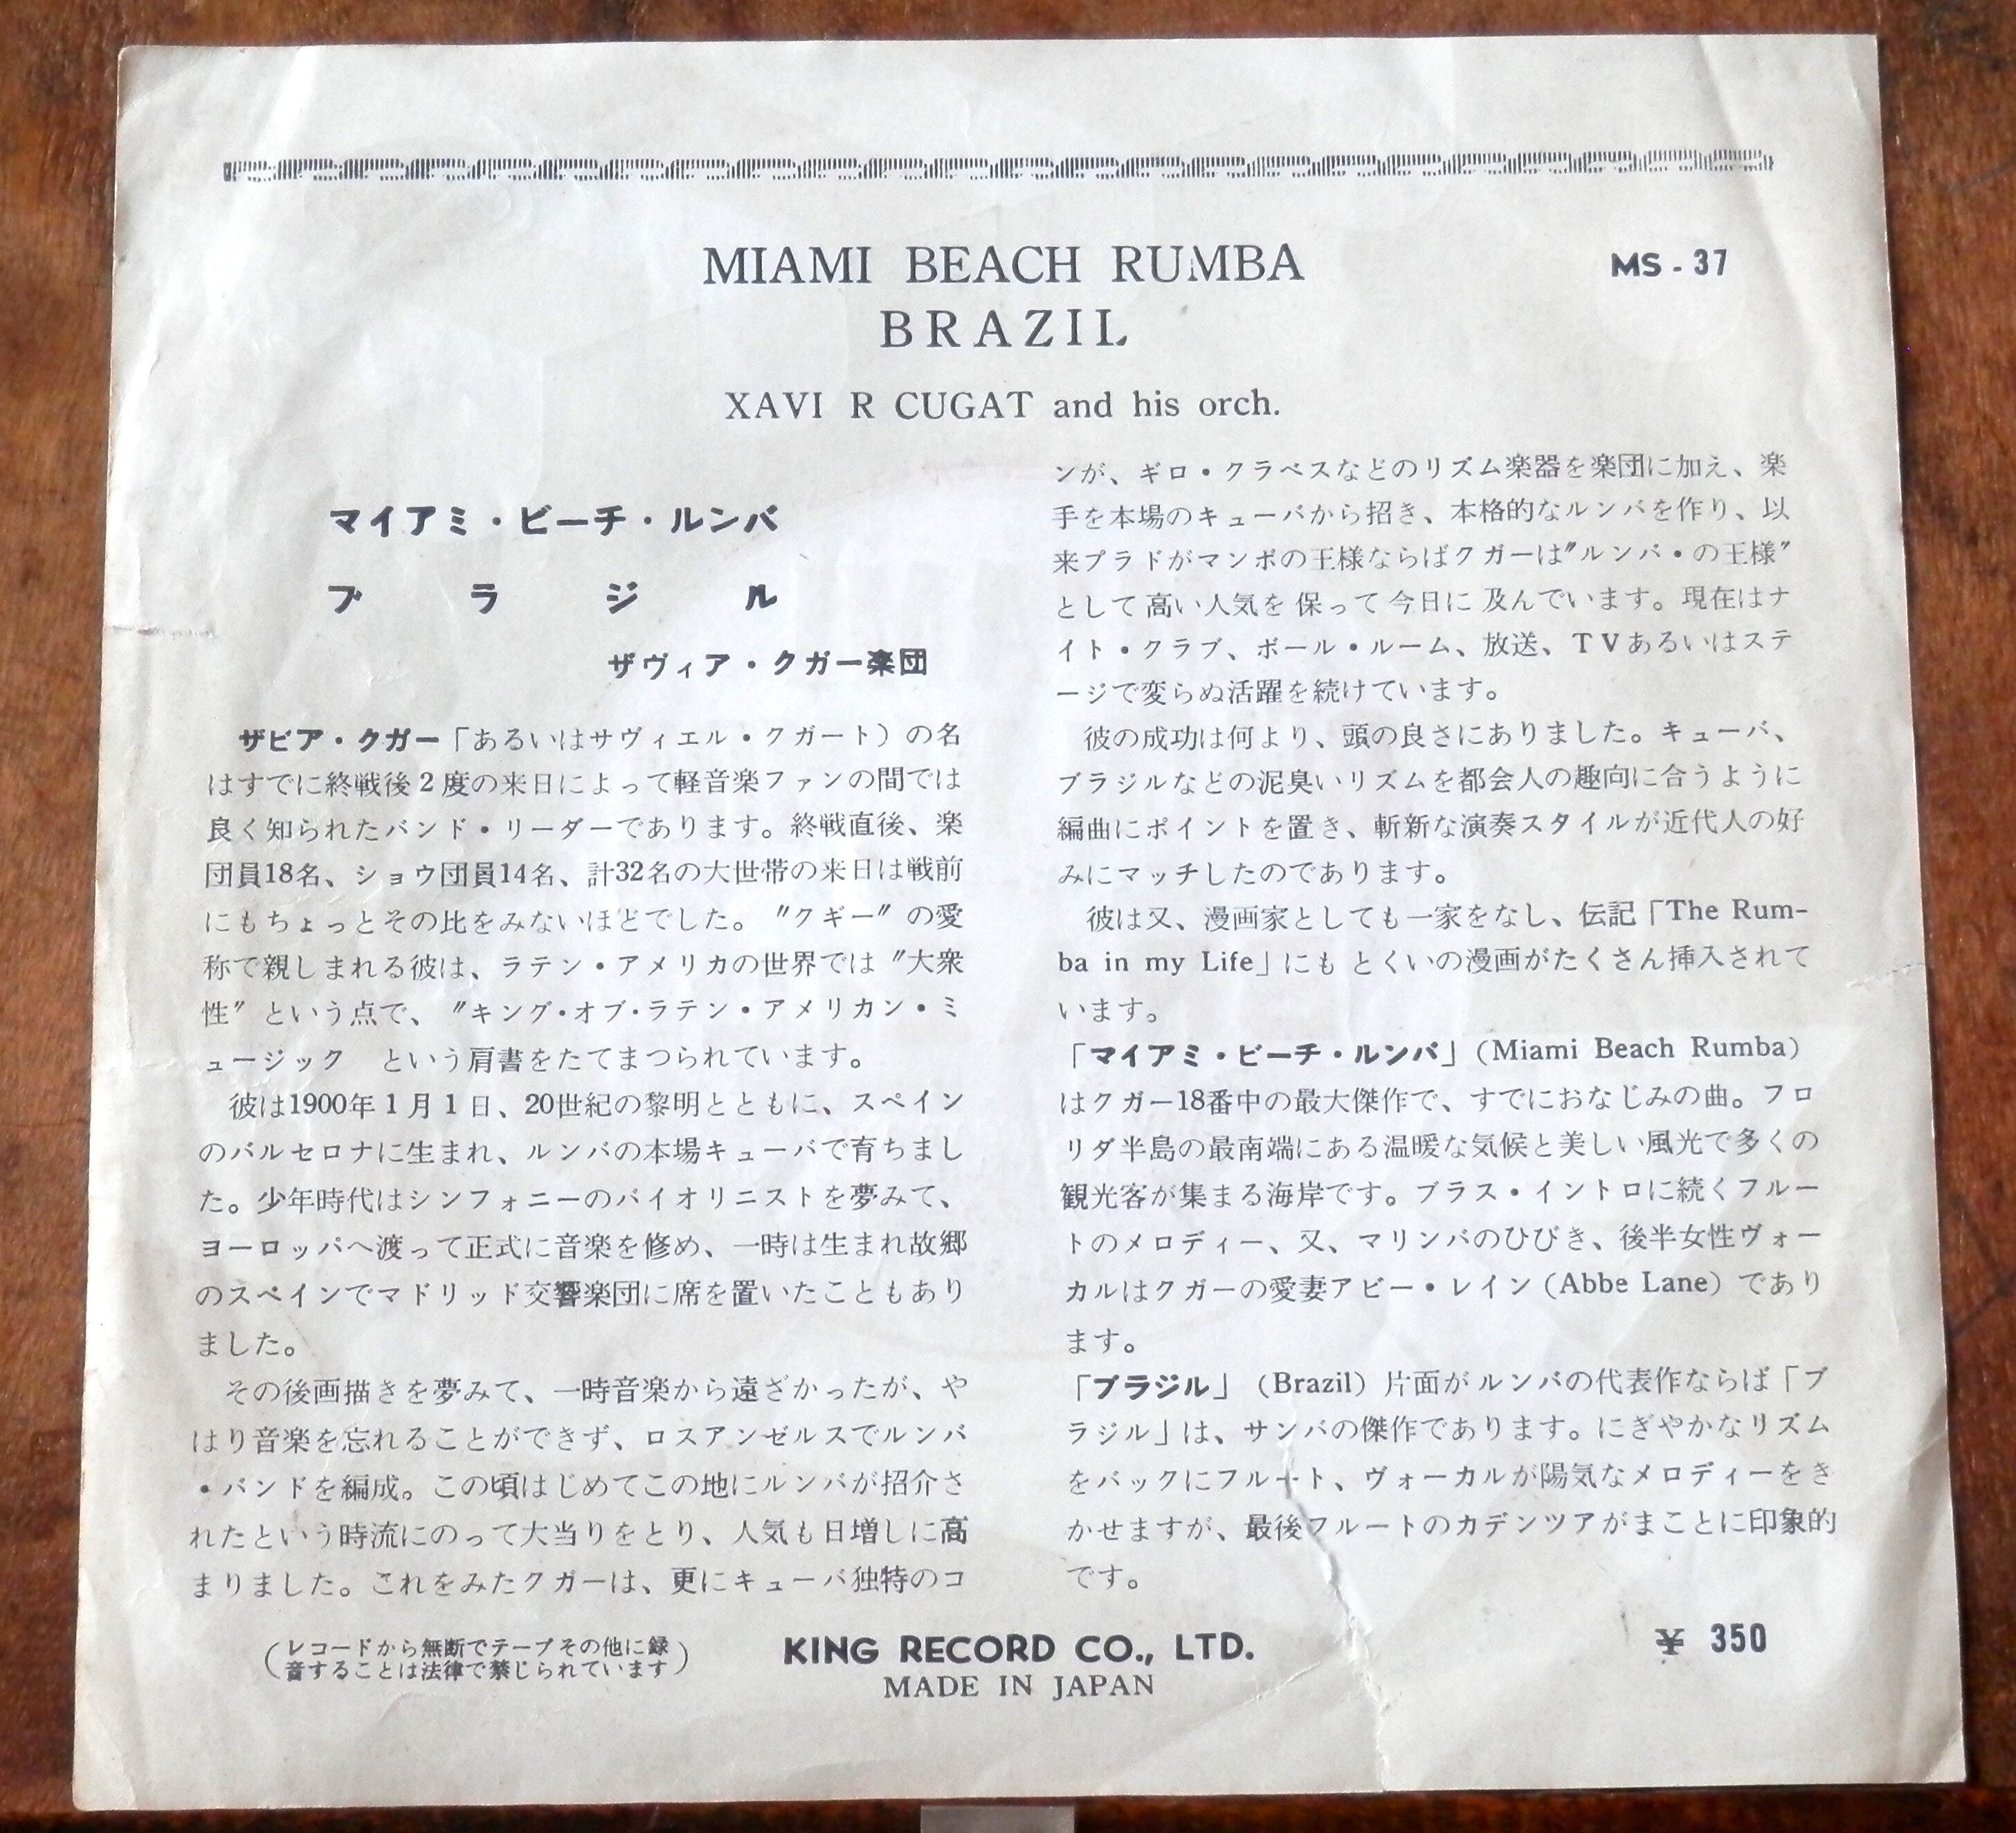 MIAMI BEACH RUMBA
MS - 37
BRAZIL
XAVI R CUGAT and his orch.
マイアミ・ビーチ・ルンバ
ブラジル
ザヴィア・クガー楽団
ザビア・クガー「あるいはサヴィエル・クガート）の名
はすでに終戦後2度の来日によって軽音楽ファンの間では
良く知られたバンド・リーダーであります。終戦直後、楽
団員18名、ショウ団員14名、計32名の大世帯の来日は戦前
にもちょっとその比をみないほどでした。〃クギー〃の愛
称で親しまれる彼は、ラテン・アメリカの世界では〃大衆
性〃という点で、〃キング・オブ・ラテン・アメリカン・ミ
ュージック　という肩書をたてまつられています。
彼は1900年1月1日、20世紀の黎明とともに、スペイン
のバルセロナに生まれ、ルンバの本場キューバで育ちまし
た。少年時代はシンフォニーのバイオリニストを夢みて、
ヨーロッパへ渡って正式に音楽を修め、一時は生まれ故郷
のスペインでマドリッド交響楽団に席を置いたこともあり
ました。
その後画描きを夢みて、一時音楽から遠ざかったが、や
はり音楽を忘れることができず、ロスアンゼルスでルンバ
・バンドを編成。この頃はじめてこの地にルンバが招介さ
れたという時流にのって大当りをとり、人気も日増しに高
まりました。これをみたクガーは、更にキューバ独特のコ
ンが、ギロ・クラベスなどのリズム楽器を楽団に加え、楽
手を本場のキューバから招き、本格的なルンバを作り、以
来プラドがマンボの王様ならばクガーは〃ルンバ・の王様〃
として高い人気を保って今日に及んでいます。現在はナ
イト・クラブ、ボール・ルーム、放送、TVあるいはステ
ージで変らぬ活躍を続けています。
彼の成功は何より、頭の良さにありました。キューバ、
ブラジルなどの泥臭いリズムを都会人の趣向に合うように
編曲にポイントを置き、斬新な演奏スタイルが近代人の好
みにマッチしたのであります。
彼は又、漫画家としても一家をなし、伝記「The Rum-
ba in my Life」にもとくいの漫画がたくさん挿入されて
います。
「マイアミ・ビーチ・ルンバ」(Miami Beach Rumba)
はクガー18番中の最大傑作で、すでにおなじみの曲。フロ
リダ半島の最南端にある温暖な気候と美しい風光で多くの
観光客が集まる海岸です。ブラス・イントロに続くフルー
トのメロディー、又、マリンバのひびき、後半女性ヴォー
カルはクガーの愛妻アビー・レイン(Abbe Lane)であり
ます。
「ブラジル」(Brazil)片面がルンバの代表作ならば「ブ
ラジル」は、サンバの傑作であります。にぎやかなリズム
をバックにフルート、ヴォーカルが陽気なメロディーをき
かせますが、最後フルートのカデンツアがまことに印象的
です。
(レコードから無断でテープその他に録
音することは法律で禁じられています)
KING RECORD CO., LTD.
MADE IN JAPAN
¥ 350